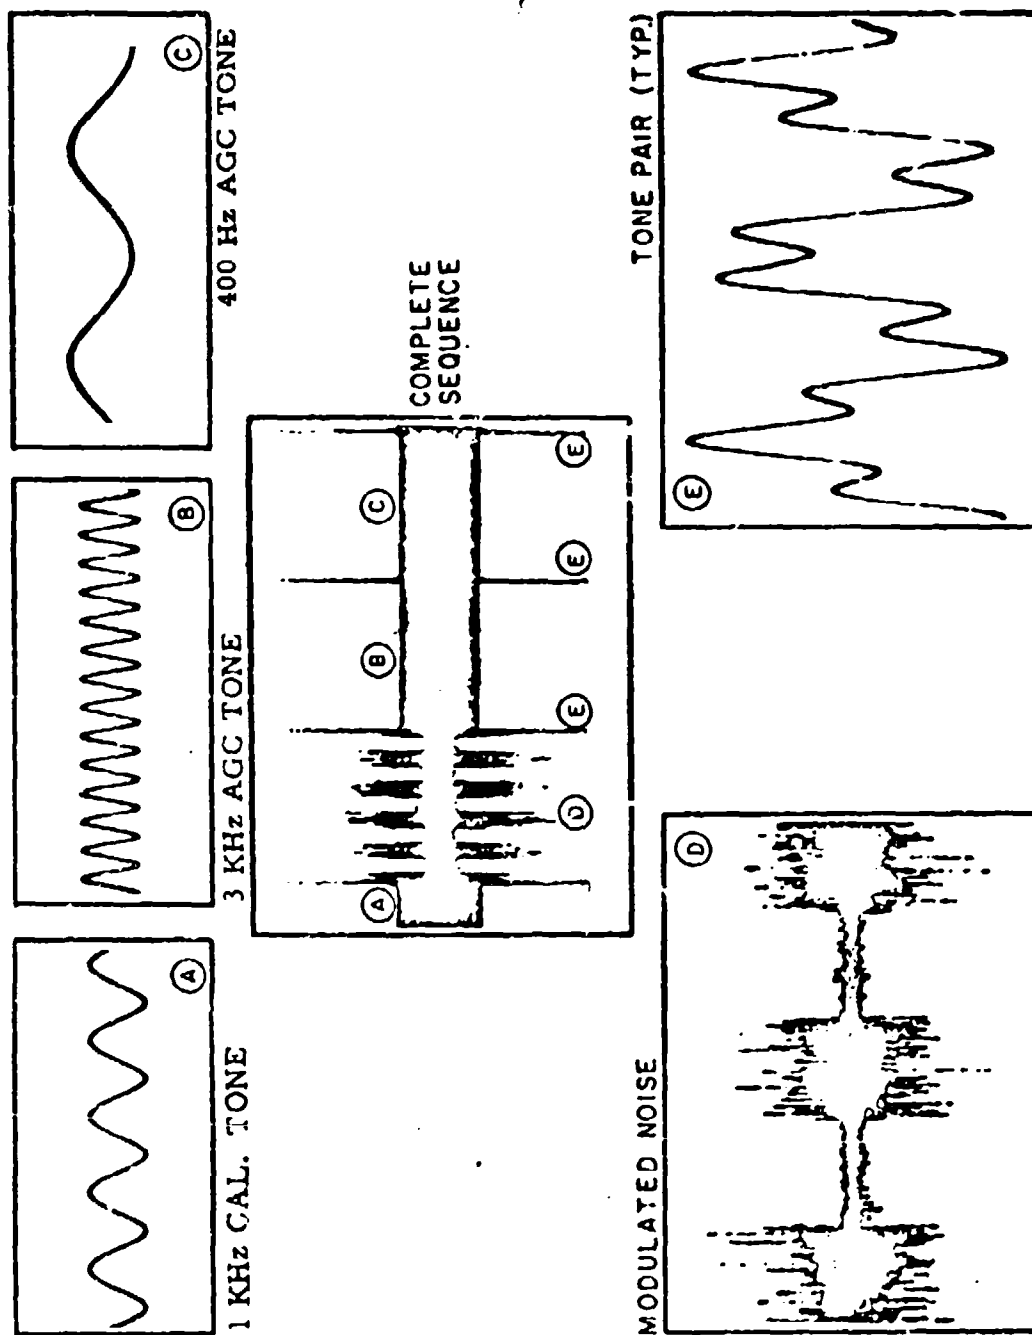 A
1 KHz CAL. TONE
B
3 KHz AGC TONE
C
400 Hz AGC TONE
A
D
B
C
E
E
E
COMPLETE
SEQUENCE
MODULATED NOISE
D
TONE PAIR (TYP.)
E